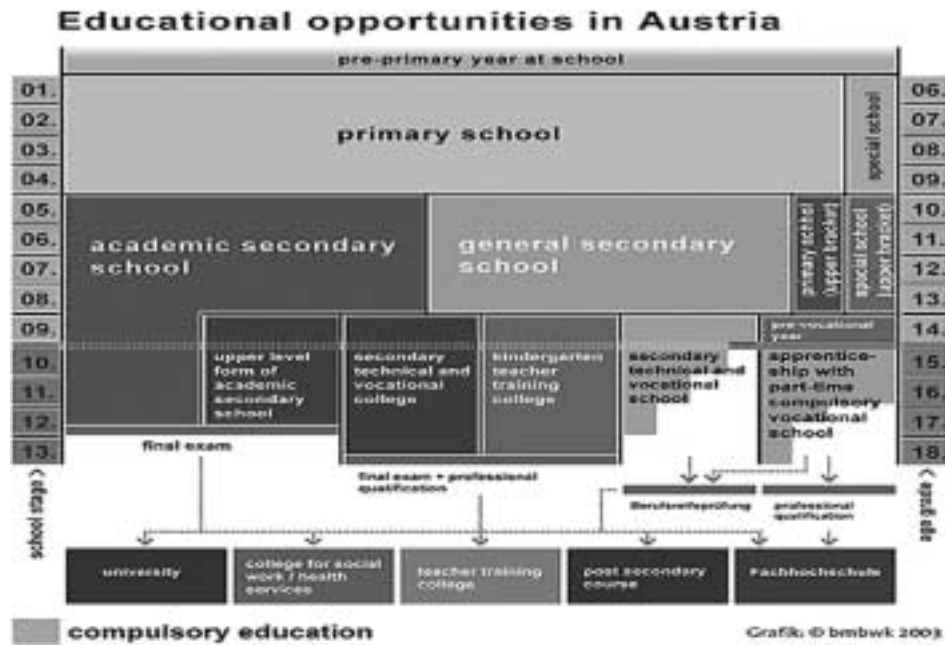 Educational opportunities in Austria
pre-primary year at school
01.
02.
03.
04.
05.
06.
07.
08.
09.
10.
11.
12.
13.
06.
07.
08.
09.
10.
11.
12.
13.
14.
15.
16.
17.
18.
primary school
special school
academic secondary
school
general secondary
school
primary school
(upper bracket)
special school
(upper bracket)
pre-vocational
year
upper level
form of
academic
secondary
school
secondary
technical and
vocational
college
kindergarten
teacher
training
college
secondary
technical and
vocational
school
apprentice-
ship with
part-time
compulsory
vocational
school
final exam
final exam + professional
qualification
Berufsreifeprüfung
professional
qualification
school stage >
age group >
university
college for social
work / health
services
teacher training
college
post secondary
course
Fachhochschule
compulsory education
Grafik: © bmbwk 2003